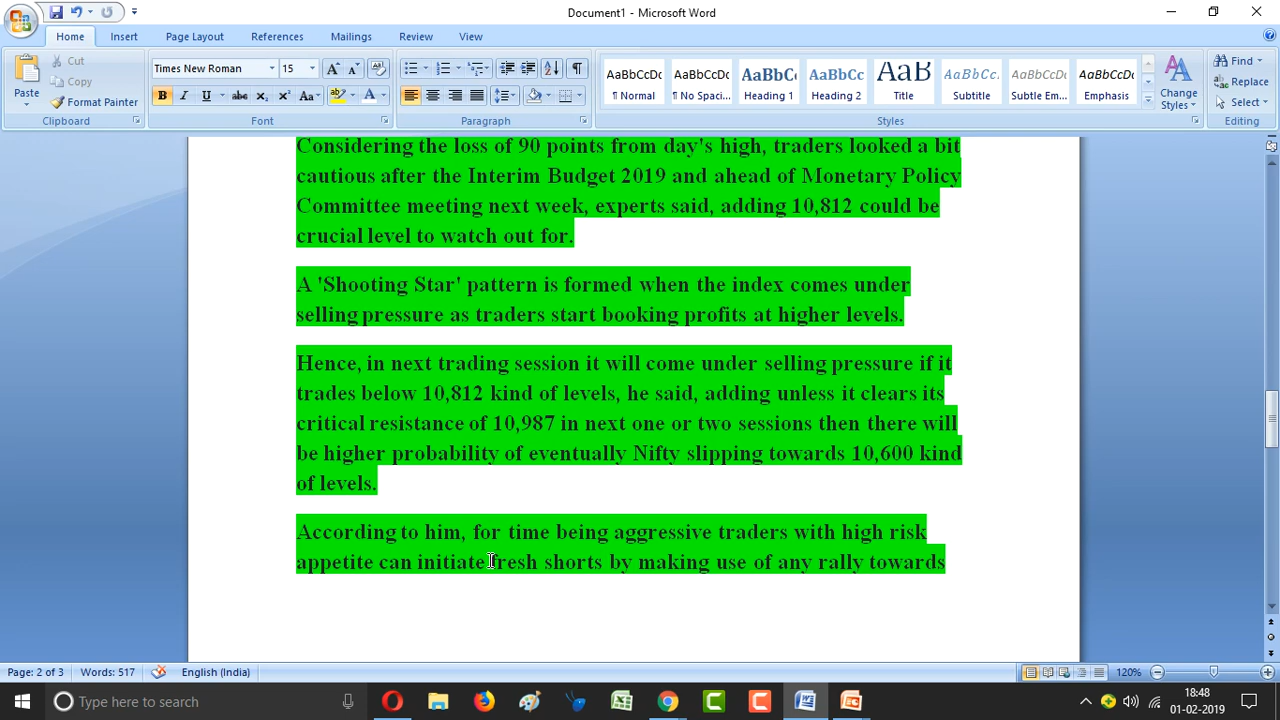 Document1 - Microsoft Word
Home Insert Page Layout References Mailings Review View
Paste
Cut
Copy
Format Painter
Clipboard
Times New Roman 15
Font
Paragraph
AaBbCcDc AaBbCcDc AaBbC AaBbCc AaB AaBbCc. AaBbCcDc AaBbCcDc
¶ Normal ¶ No Spaci... Heading 1 Heading 2 Title Subtitle Subtle Em... Emphasis
Change Styles
Styles
Find
Replace
Select
Editing
Considering the loss of 90 points from day's high, traders looked a bit
cautious after the Interim Budget 2019 and ahead of Monetary Policy
Committee meeting next week, experts said, adding 10,812 could be
crucial level to watch out for.
A 'Shooting Star' pattern is formed when the index comes under
selling pressure as traders start booking profits at higher levels.
Hence, in next trading session it will come under selling pressure if it
trades below 10,812 kind of levels, he said, adding unless it clears its
critical resistance of 10,987 in next one or two sessions then there will
be higher probability of eventually Nifty slipping towards 10,600 kind
of levels.
According to him, for time being aggressive traders with high risk
appetite can initiate fresh shorts by making use of any rally towards
Page: 2 of 3 Words: 517 English (India) 120%
Type here to search
18:48
01-02-2019